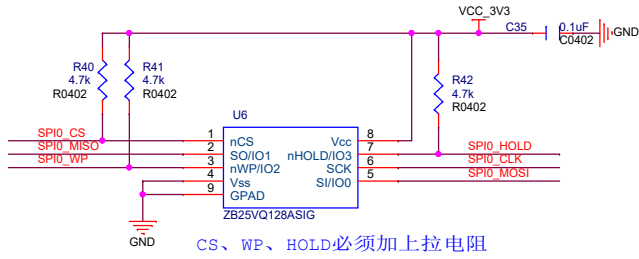 VCC_3V3
C35
0.1uF
C0402
GND
R40
4.7k
R0402
R41
4.7k
R0402
R42
4.7k
R0402
U6
SPI0_CS
1
nCS
Vcc
8
SPI0_MISO
2
SO/IO1
nHOLD/IO3
7
SPI0_HOLD
SPI0_WP
3
nWP/IO2
SCK
6
SPI0_CLK
4
Vss
SI/IO0
5
SPI0_MOSI
9
GPAD
ZB25VQ128ASIG
GND
CS、WP、HOLD必须加上拉电阻